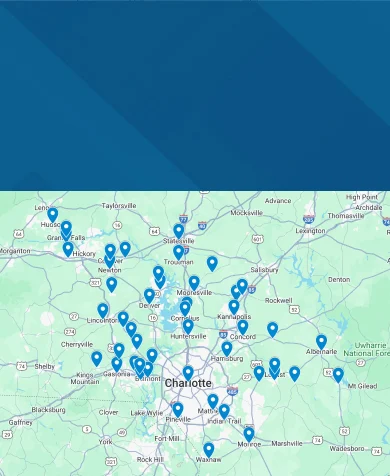 Advance
High Point
Archdale
Taylorsville
Lenoir
Mocksville
Thomasville
Hudson
Lexington
Granite Falls
Statesville
Morganton
Hickory
Conover
Troutman
Salisbury
Newton
Denton
Mooresville
Denver
Rockwell
Kannapolis
Lincolnton
Cornelius
Huntersville
Concord
Albemarle
Cherryville
Uwharrie
National Forest
Harrisburg
Kings
Mountain
Gastonia
Belmont
Locust
Charlotte
Mt Gilead
Blacksburg
Clover
Lake Wylie
Pineville
Matthews
Indian Trail
Gaffney
York
Fort Mill
Monroe
Marshville
Wadesboro
Rock Hill
Waxhaw